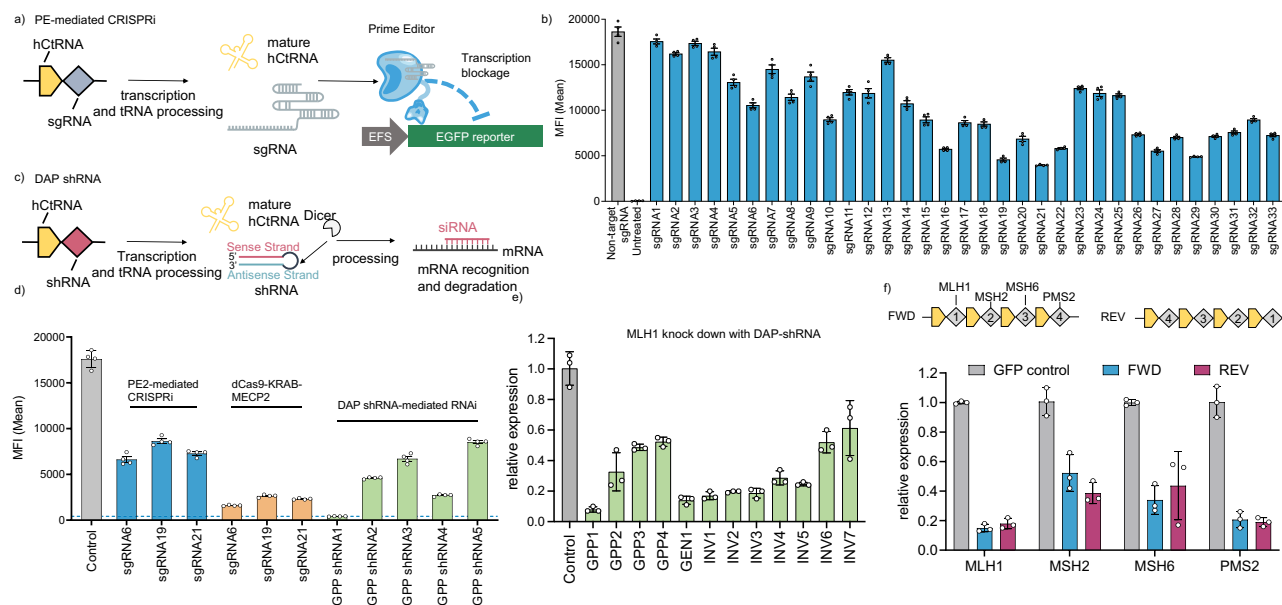 a) PE-mediated CRISPRi
hCtRNA
sgRNA
transcription
and tRNA processing
mature
hCtRNA
sgRNA
Prime Editor
Transcription
blockage
EFS
EGFP reporter
b)
MFI (Mean)
20000
15000
10000
5000
0
Non-target
sgRNA
Untreated
sgRNA1
sgRNA2
sgRNA3
sgRNA4
sgRNA5
sgRNA6
sgRNA7
sgRNA8
sgRNA9
sgRNA10
sgRNA11
sgRNA12
sgRNA13
sgRNA14
sgRNA15
sgRNA16
sgRNA17
sgRNA18
sgRNA19
sgRNA20
sgRNA21
sgRNA22
sgRNA23
sgRNA24
sgRNA25
sgRNA26
sgRNA27
sgRNA28
sgRNA29
sgRNA30
sgRNA31
sgRNA32
sgRNA33
c) DAP shRNA
hCtRNA
shRNA
Transcription
and tRNA processing
mature
hCtRNA
Dicer
Sense Strand
5'
3'
Antisense Strand
shRNA
processing
siRNA
mRNA
mRNA recognition
and degradation
d)
MFI (Mean)
20000
15000
10000
5000
0
PE2-mediated
CRISPRi
dCas9-KRAB-
MECP2
DAP shRNA-mediated RNAi
Control
sgRNA6
sgRNA19
sgRNA21
sgRNA6
sgRNA19
sgRNA21
GPP shRNA1
GPP shRNA2
GPP shRNA3
GPP shRNA4
GPP shRNA5
e)
MLH1 knock down with DAP-shRNA
relative expression
1.2
1.0
0.8
0.6
0.4
0.2
0.0
Control
GPP1
GPP2
GPP3
GPP4
GEN1
INV1
INV2
INV3
INV4
INV5
INV6
INV7
f)
MLH1
MSH2
MSH6
PMS2
FWD
1
2
3
4
REV
4
3
2
1
GFP control
FWD
REV
relative expression
1.2
1.0
0.8
0.6
0.4
0.2
0.0
MLH1
MSH2
MSH6
PMS2